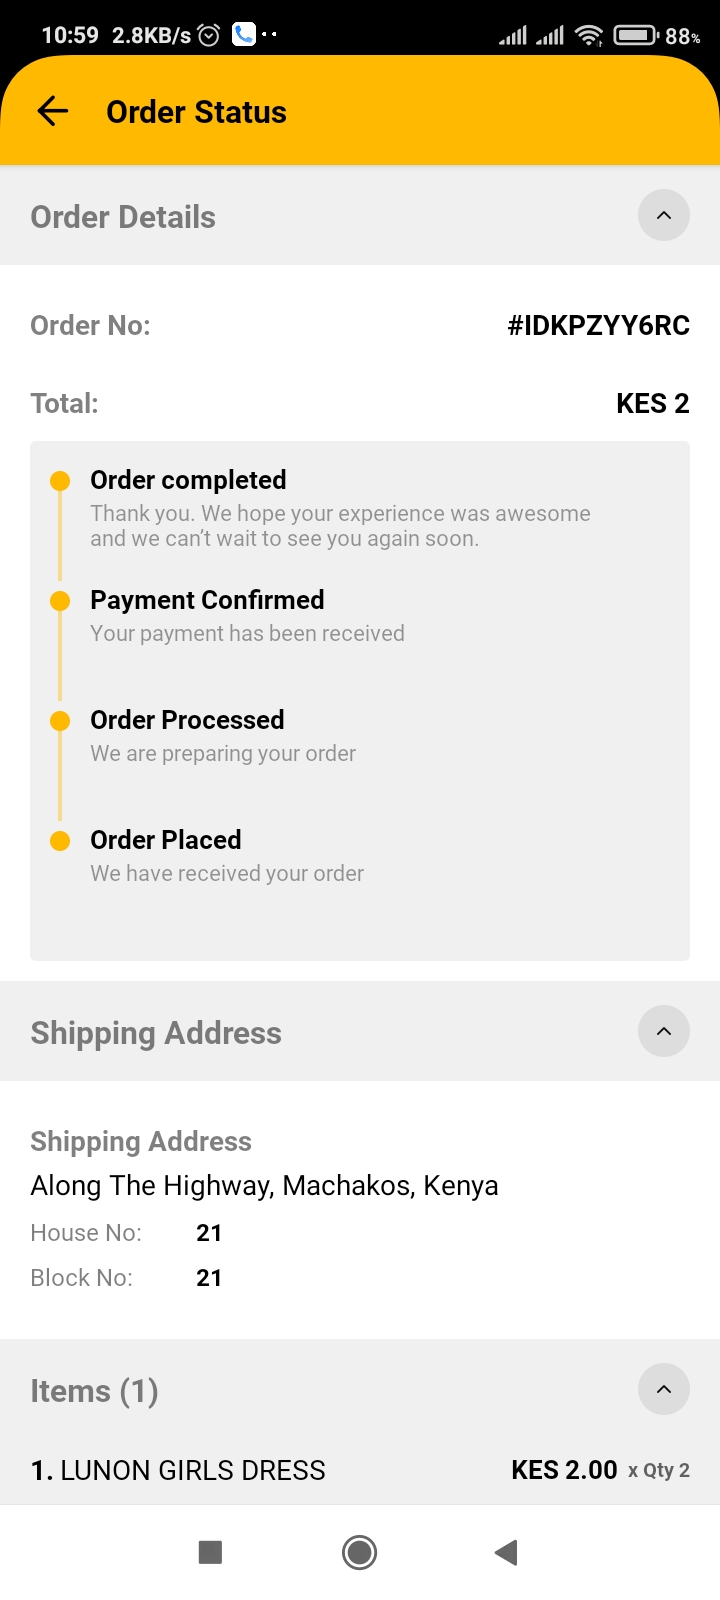 10:59 2.8KB/s 88%
Order Status
Order Details
Order No: #IDKPZYY6RC
Total: KES 2
Order completed
Thank you. We hope your experience was awesome
and we can't wait to see you again soon.
Payment Confirmed
Your payment has been received
Order Processed
We are preparing your order
Order Placed
We have received your order
Shipping Address
Shipping Address
Along The Highway, Machakos, Kenya
House No: 21
Block No: 21
Items (1)
1. LUNON GIRLS DRESS KES 2.00 x Qty 2